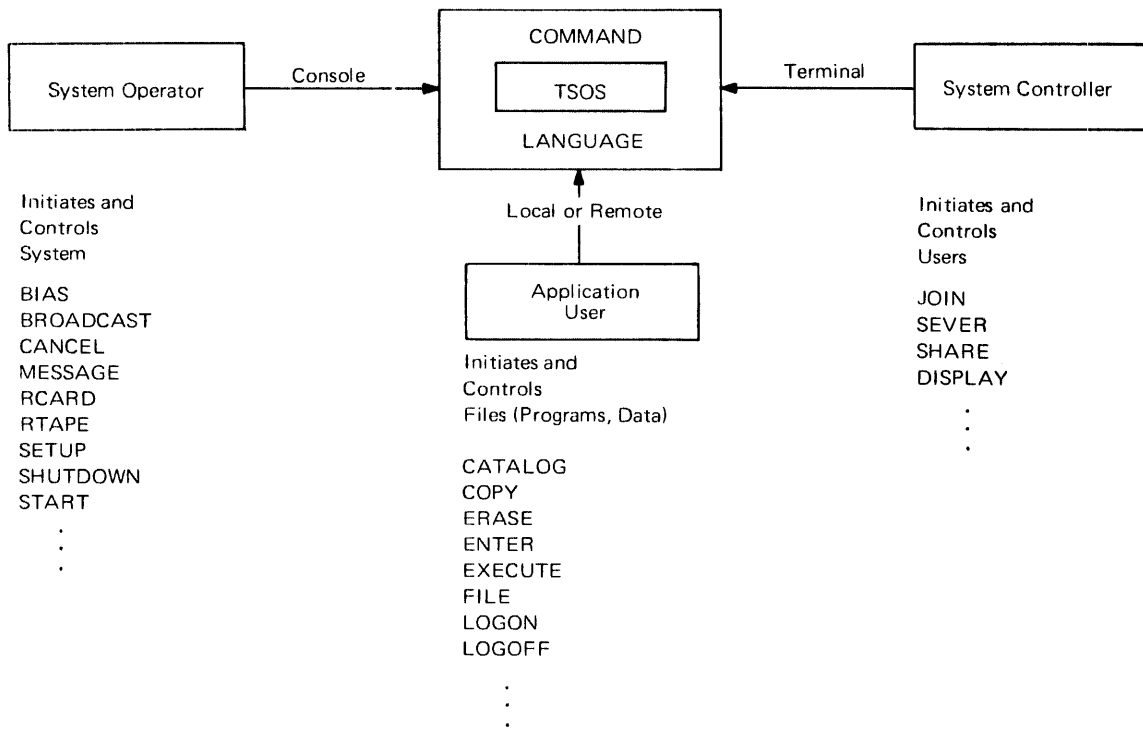 COMMAND
TSOS
LANGUAGE
System Operator
Console
Terminal
System Controller
Local or Remote
Application
User
Initiates and
Controls
System
BIAS
BROADCAST
CANCEL
MESSAGE
RCARD
RTAPE
SETUP
SHUTDOWN
START
.
.
.
Initiates and
Controls
Files (Programs, Data)
CATALOG
COPY
ERASE
ENTER
EXECUTE
FILE
LOGON
LOGOFF
.
.
.
Initiates and
Controls
Users
JOIN
SEVER
SHARE
DISPLAY
.
.
.